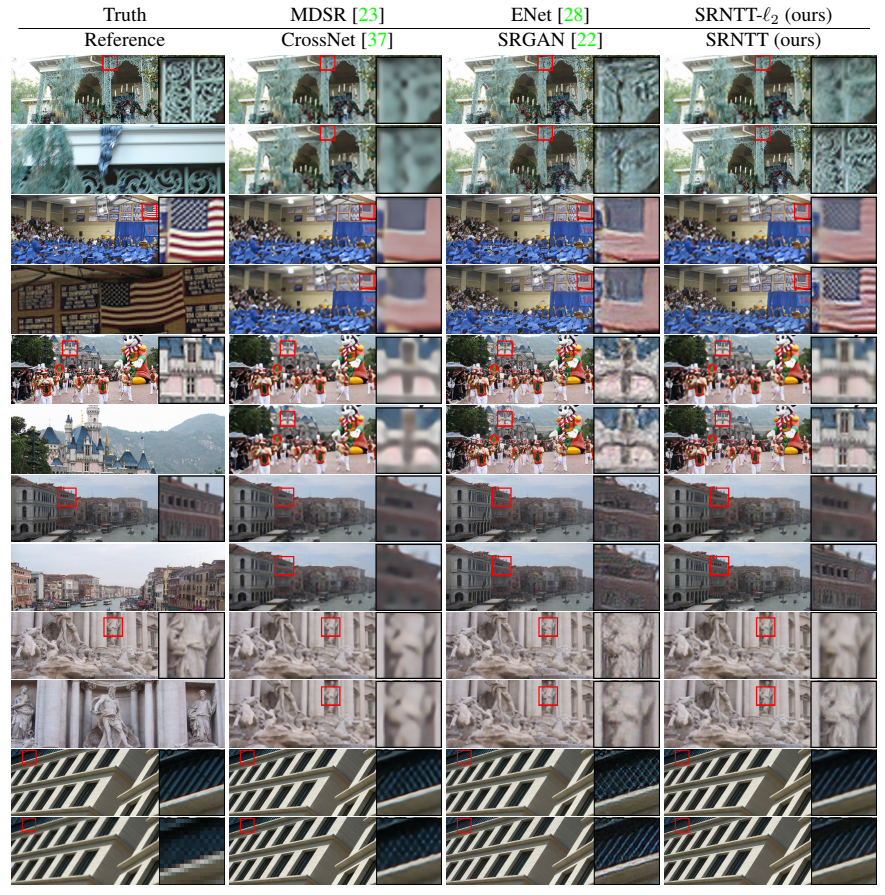 Truth MDSR [23] ENet [28] SRNTT-ℓ₂ (ours)
Reference CrossNet [37] SRGAN [22] SRNTT (ours)